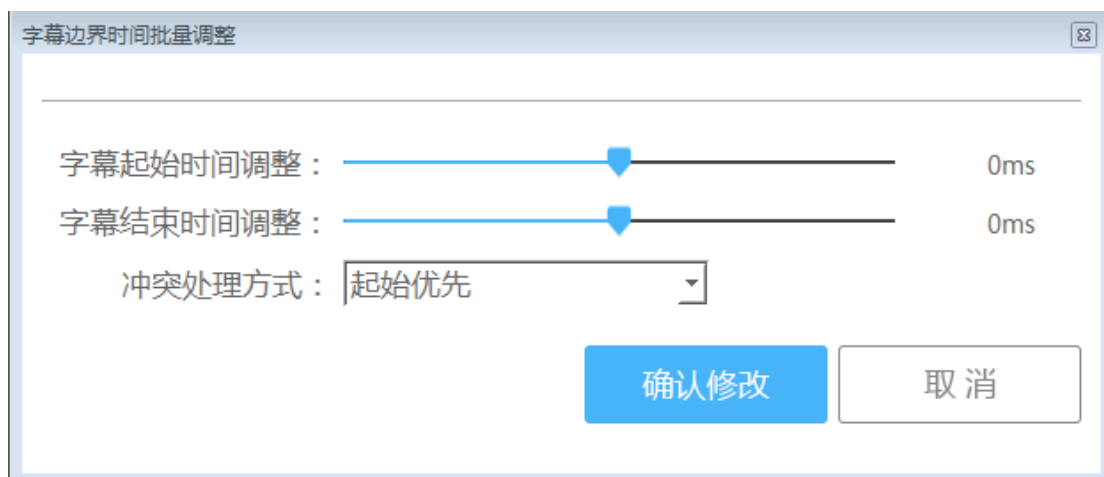 字幕边界时间批量调整
字幕起始时间调整： 0ms
字幕结束时间调整： 0ms
冲突处理方式： 起始优先
确认修改 取消